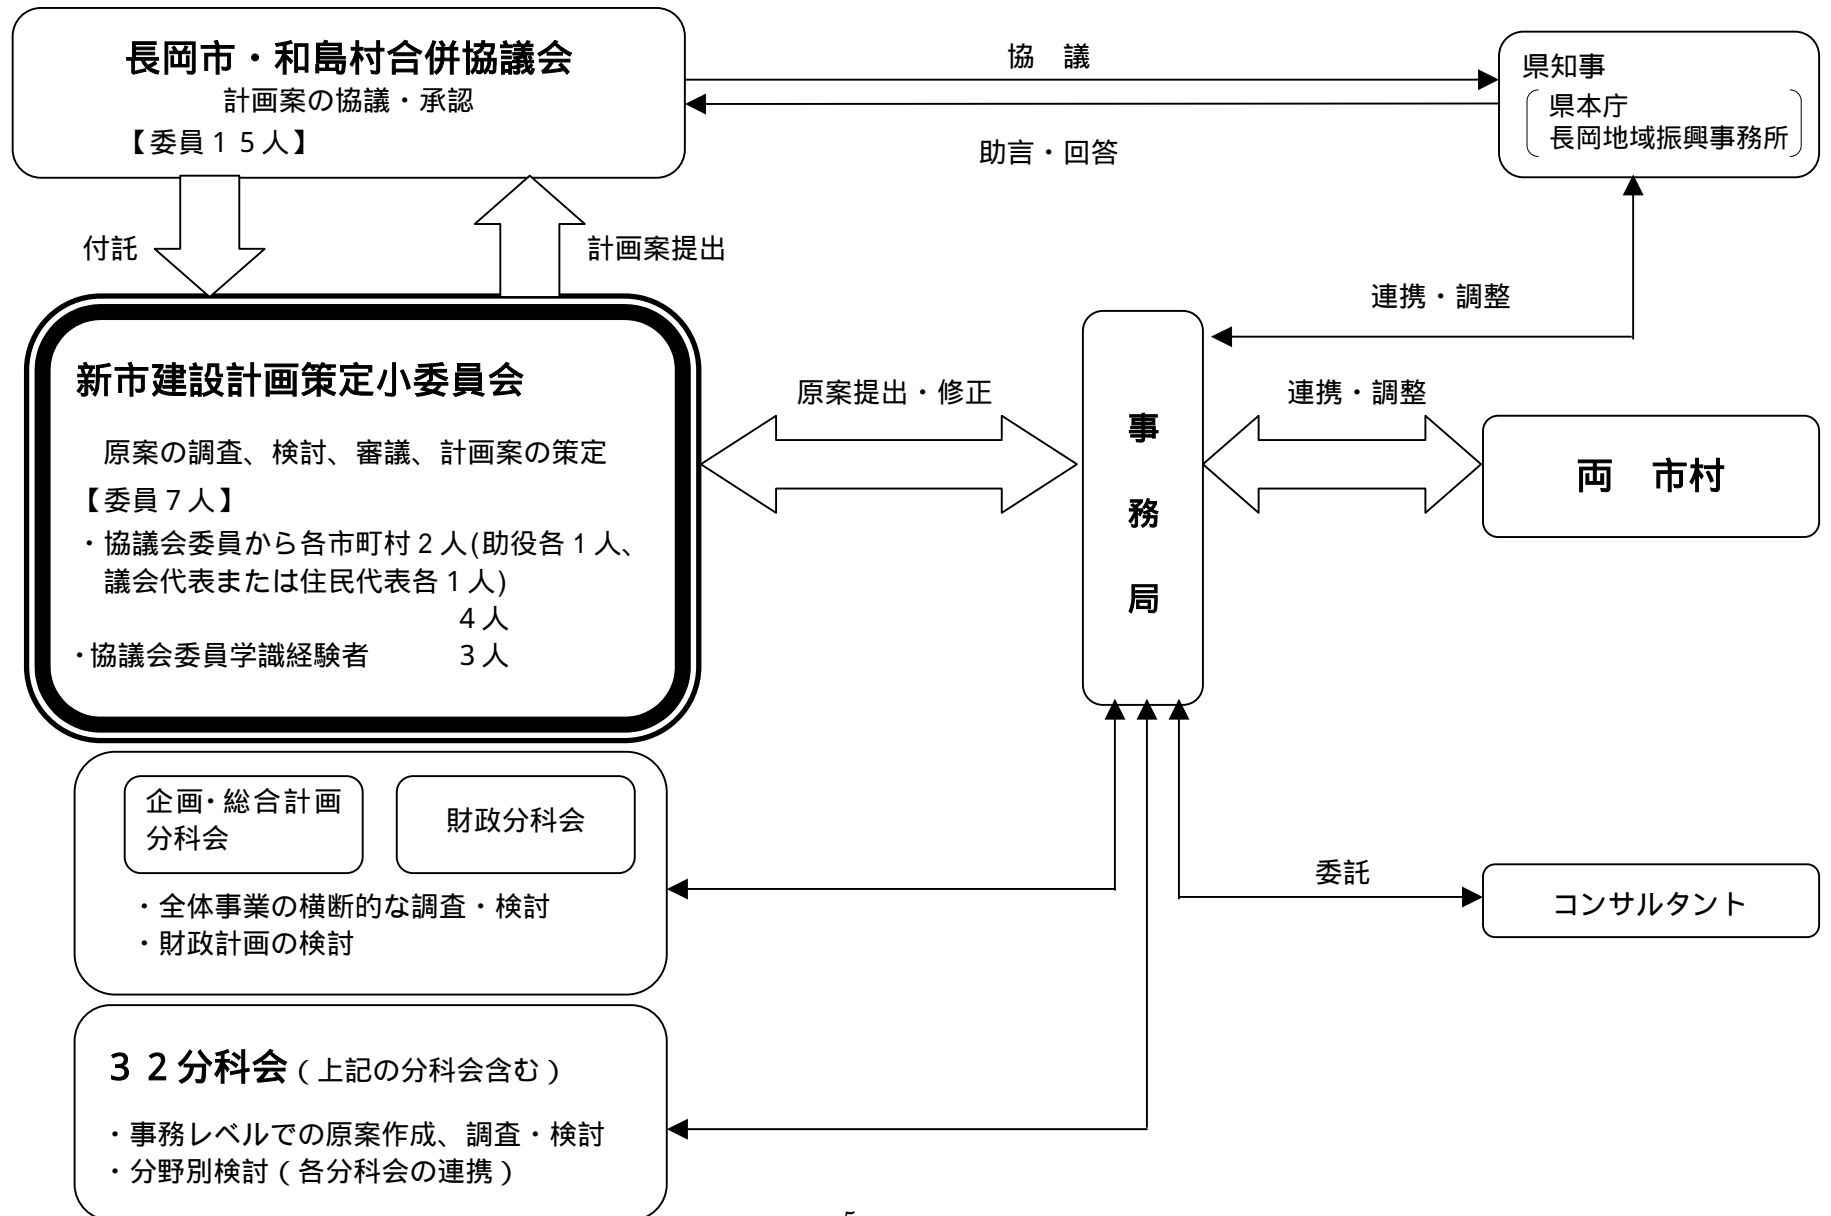 長岡市・和島村合併協議会
計画案の協議・承認
【委員15人】
協　議
助言・回答
県知事
県本庁
長岡地域振興事務所
付託
計画案提出
連携・調整
新市建設計画策定小委員会
原案の調査、検討、審議、計画案の策定
【委員7人】
・協議会委員から各市町村2人(助役各1人、
議会代表または住民代表各1人)
4人
・協議会委員学識経験者　3人
原案提出・修正
事
務
局
連携・調整
両　市村
企画・総合計画
分科会
財政分科会
・全体事業の横断的な調査・検討
・財政計画の検討
委託
コンサルタント
32分科会(上記の分科会含む)
・事務レベルでの原案作成、調査・検討
・分野別検討(各分科会の連携)